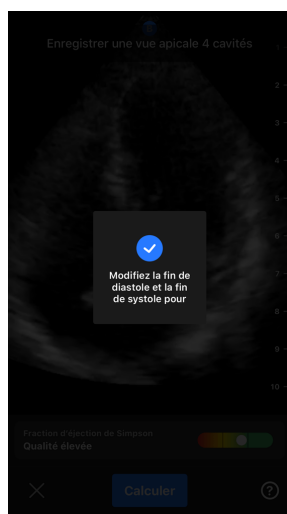 Enregistrer une vue apicale 4 cavités
2
3
4
5
6
7
8
9
10
Modifiez la fin de
diastole et la fin
de systole pour
Fraction d'éjection de Simpson
Qualité élevée
Calculer
?